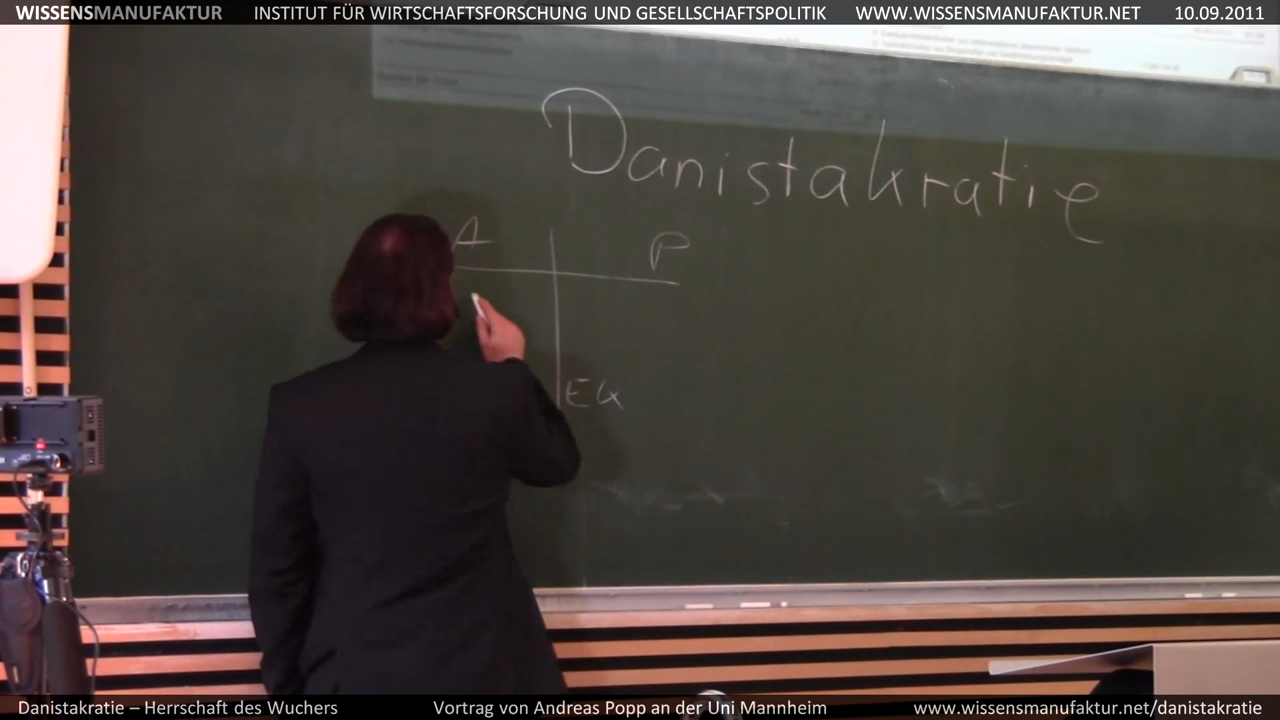 WISSENSMANUFAKTUR INSTITUT FÜR WIRTSCHAFTSFORSCHUNG UND GESELLSCHAFTSPOLITIK WWW.WISSENSMANUFAKTUR.NET 10.09.2011
Danistakratie
A P
EK
Danistakratie – Herrschaft des Wuchers Vortrag von Andreas Popp an der Uni Mannheim www.wissensmanufaktur.net/danistakratie